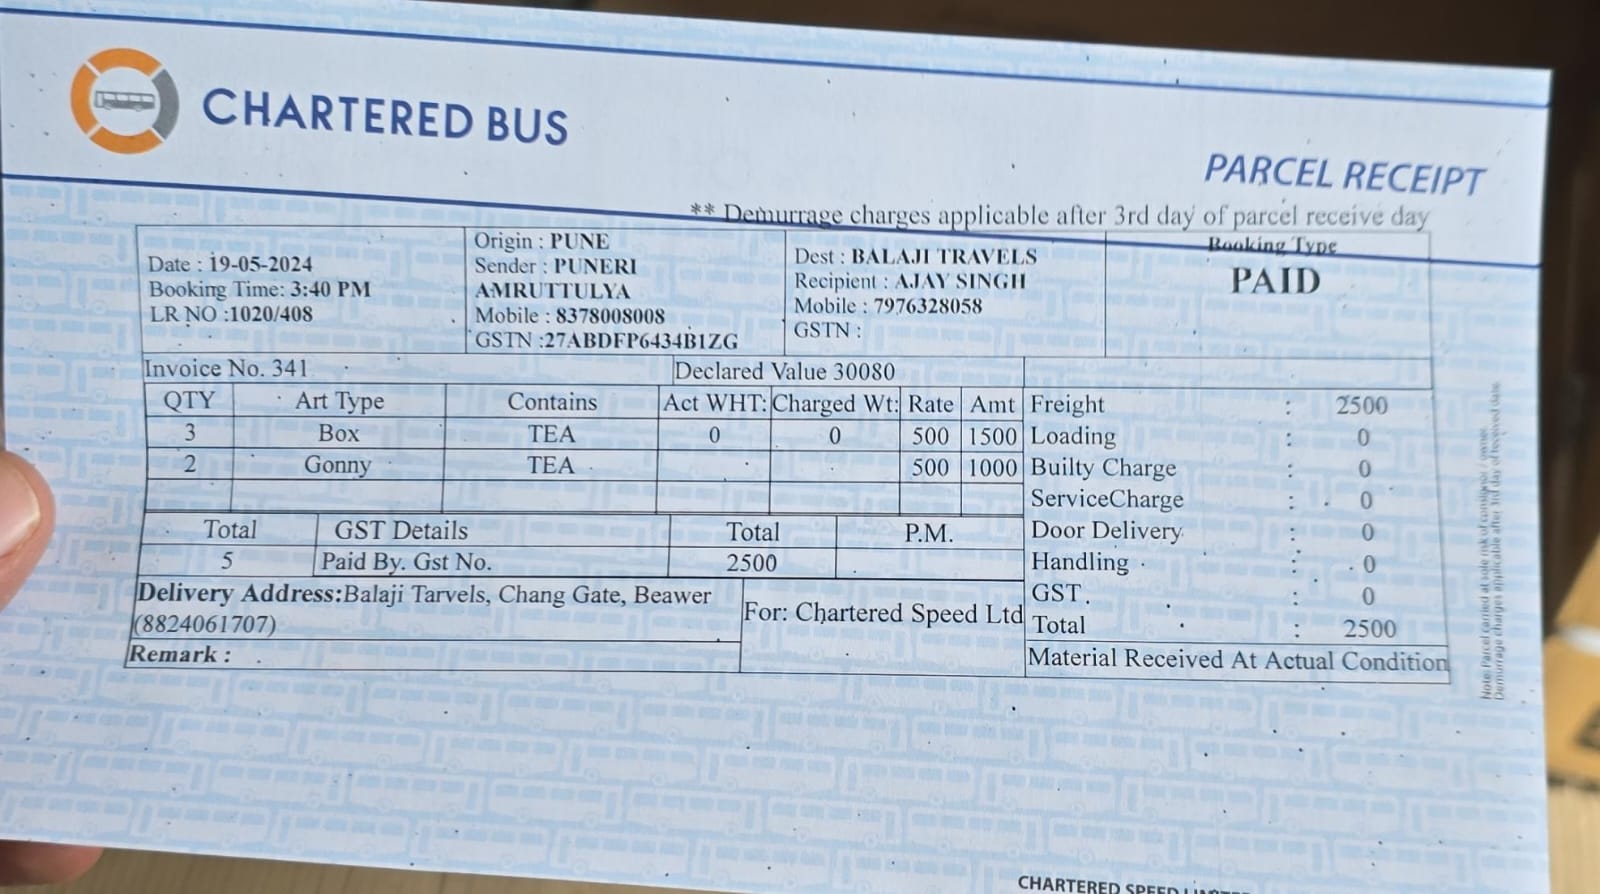 CHARTERED BUS
PARCEL RECEIPT
** Demurrage charges applicable after 3rd day of parcel receive day
Date : 19-05-2024
Booking Time: 3:40 PM
LR NO :1020/408
Origin : PUNE
Sender : PUNERI
AMRUTTULYA
Mobile : 8378008008
GSTN :27ABDFP6434B1ZG
Dest : BALAJI TRAVELS
Recipient : AJAY SINGH
Mobile : 7976328058
GSTN :
Booking Type
PAID
Invoice No. 341 Declared Value 30080
QTY Art Type Contains Act WHT: Charged Wt: Rate Amt
3 Box TEA 0 0 500 1500
2 Gonny TEA 500 1000
Total GST Details Total P.M.
5 Paid By. Gst No. 2500
Delivery Address:Balaji Tarvels, Chang Gate, Beawer
(8824061707)
Remark :
For: Chartered Speed Ltd
Freight : 2500
Loading : 0
Builty Charge : 0
ServiceCharge : 0
Door Delivery : 0
Handling : 0
GST : 0
Total : 2500
Material Received At Actual Condition
Note: Parcel carried at sole risk of consignor / owner.
Demurrage charges applicable after 3rd day of received date.
CHARTERED SPEED